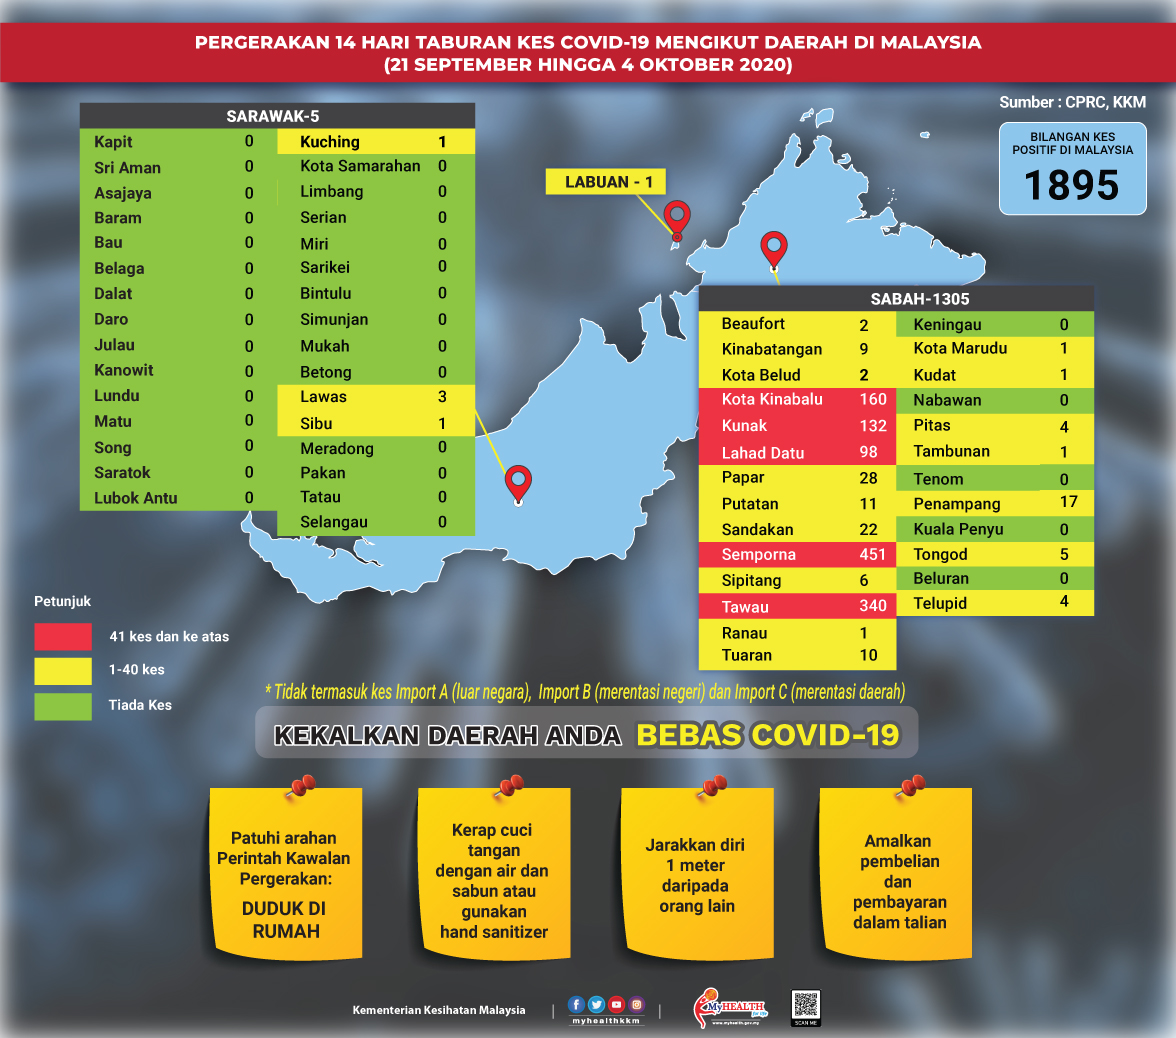 PERGERAKAN 14 HARI TABURAN KES COVID-19 MENGIKUT DAERAH DI MALAYSIA
(21 SEPTEMBER HINGGA 4 OKTOBER 2020)
Sumber : CPRC, KKM
BILANGAN KES
POSITIF DI MALAYSIA
1895
SARAWAK-5
Kapit 0 Kuching 1
Sri Aman 0 Kota Samarahan 0
Asajaya 0 Limbang 0
Baram 0 Serian 0
Bau 0 Miri 0
Belaga 0 Sarikei 0
Dalat 0 Bintulu 0
Daro 0 Simunjan 0
Julau 0 Mukah 0
Kanowit 0 Betong 0
Lundu 0 Lawas 3
Matu 0 Sibu 1
Song 0 Meradong 0
Saratok 0 Pakan 0
Lubok Antu 0 Tatau 0
Selangau 0
LABUAN - 1
SABAH-1305
Beaufort 2 Keningau 0
Kinabatangan 9 Kota Marudu 1
Kota Belud 2 Kudat 1
Kota Kinabalu 160 Nabawan 0
Kunak 132 Pitas 4
Lahad Datu 98 Tambunan 1
Papar 28 Tenom 0
Putatan 11 Penampang 17
Sandakan 22 Kuala Penyu 0
Semporna 451 Tongod 5
Sipitang 6 Beluran 0
Tawau 340 Telupid 4
Ranau 1
Tuaran 10
Petunjuk
41 kes dan ke atas
1-40 kes
Tiada Kes
* Tidak termasuk kes Import A (luar negara), Import B (merentasi negeri) dan Import C (merentasi daerah)
KEKALKAN DAERAH ANDA BEBAS COVID-19
Patuhi arahan
Perintah Kawalan
Pergerakan:
DUDUK DI
RUMAH
Kerap cuci
tangan
dengan air dan
sabun atau
gunakan
hand sanitizer
Jarakkan diri
1 meter
daripada
orang lain
Amalkan
pembelian
dan
pembayaran
dalam talian
Kementerian Kesihatan Malaysia
myhealthkkm
MyHEALTH
for life
www.myhealth.gov.my
SCAN ME